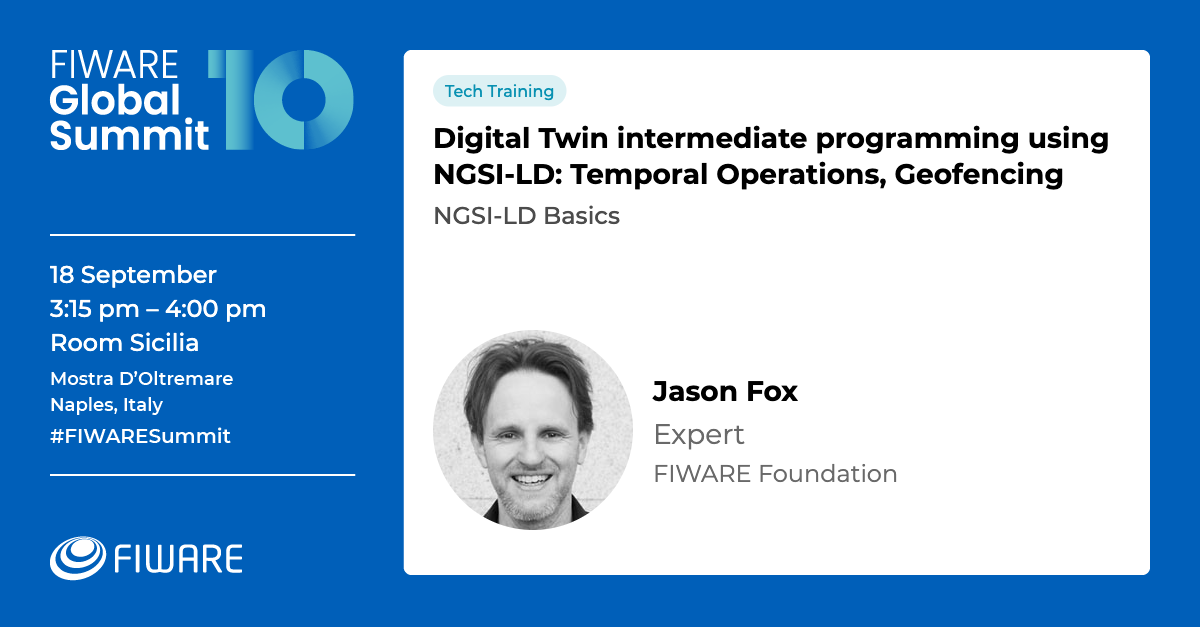 FIWARE
Global
Summit
10
18 September
3:15 pm – 4:00 pm
Room Sicilia
Mostra D’Oltremare
Naples, Italy
#FIWARESummit
FIWARE
Tech Training
Digital Twin intermediate programming using
NGSI-LD: Temporal Operations, Geofencing
NGSI-LD Basics
Jason Fox
Expert
FIWARE Foundation